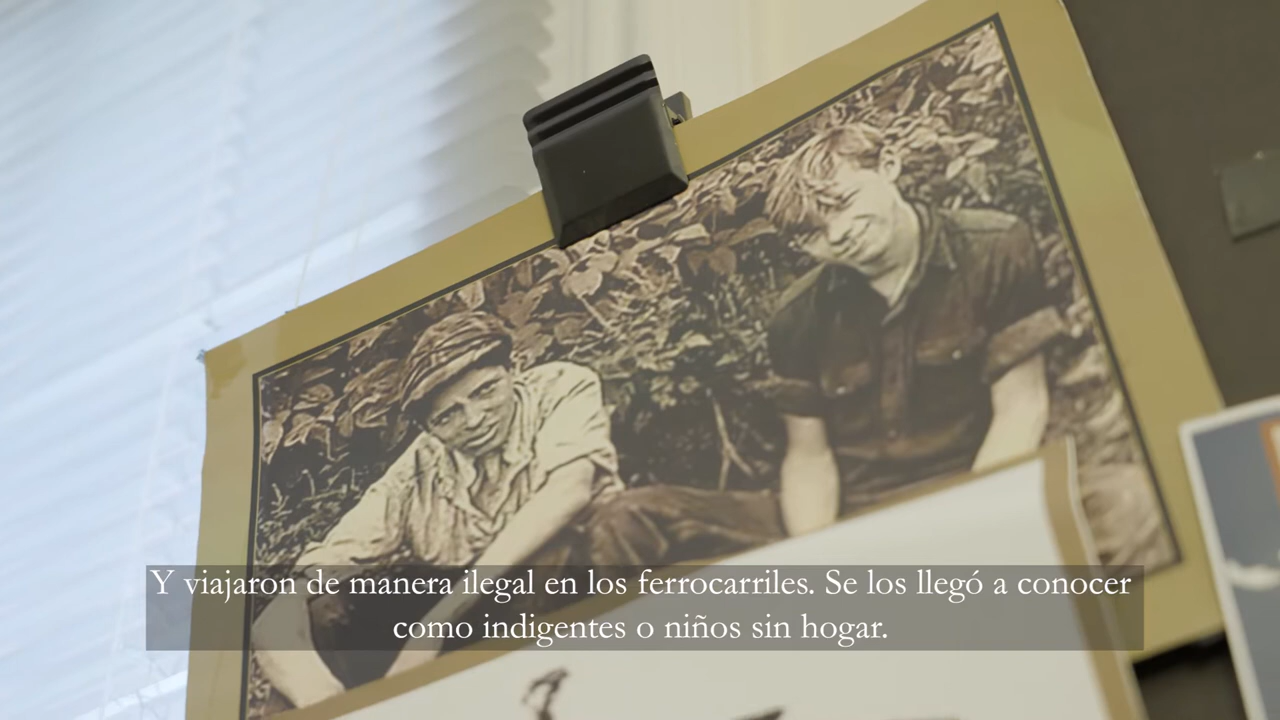 Y viajaron de manera ilegal en los ferrocarriles. Se los llegó a conocer
como indigentes o niños sin hogar.